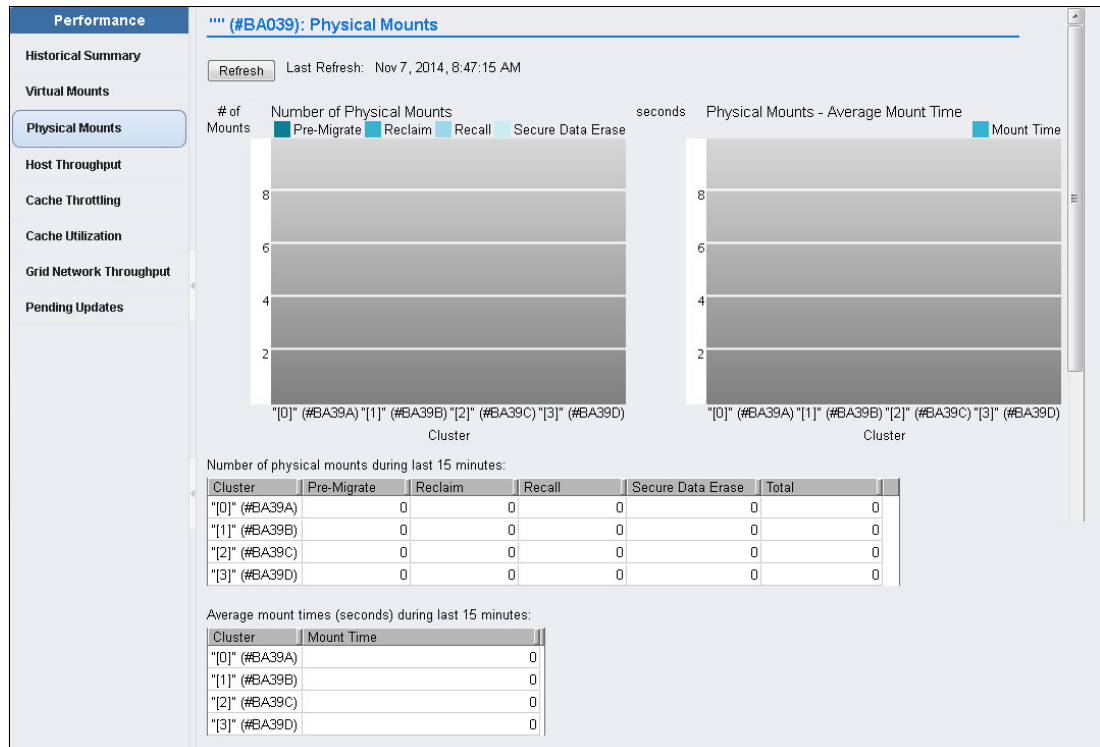 Performance
Historical Summary
Virtual Mounts
Physical Mounts
Host Throughput
Cache Throttling
Cache Utilization
Grid Network Throughput
Pending Updates
"" (#BA039): Physical Mounts
Refresh Last Refresh: Nov 7, 2014, 8:47:15 AM
# of Mounts
Number of Physical Mounts
Pre-Migrate Reclaim Recall Secure Data Erase
8
6
4
2
"[0]" (#BA39A) "[1]" (#BA39B) "[2]" (#BA39C) "[3]" (#BA39D)
Cluster
seconds
Physical Mounts - Average Mount Time
Mount Time
8
6
4
2
"[0]" (#BA39A) "[1]" (#BA39B) "[2]" (#BA39C) "[3]" (#BA39D)
Cluster
Number of physical mounts during last 15 minutes:
Cluster Pre-Migrate Reclaim Recall Secure Data Erase Total
"[0]" (#BA39A) 0 0 0 0 0
"[1]" (#BA39B) 0 0 0 0 0
"[2]" (#BA39C) 0 0 0 0 0
"[3]" (#BA39D) 0 0 0 0 0
Average mount times (seconds) during last 15 minutes:
Cluster Mount Time
"[0]" (#BA39A) 0
"[1]" (#BA39B) 0
"[2]" (#BA39C) 0
"[3]" (#BA39D) 0